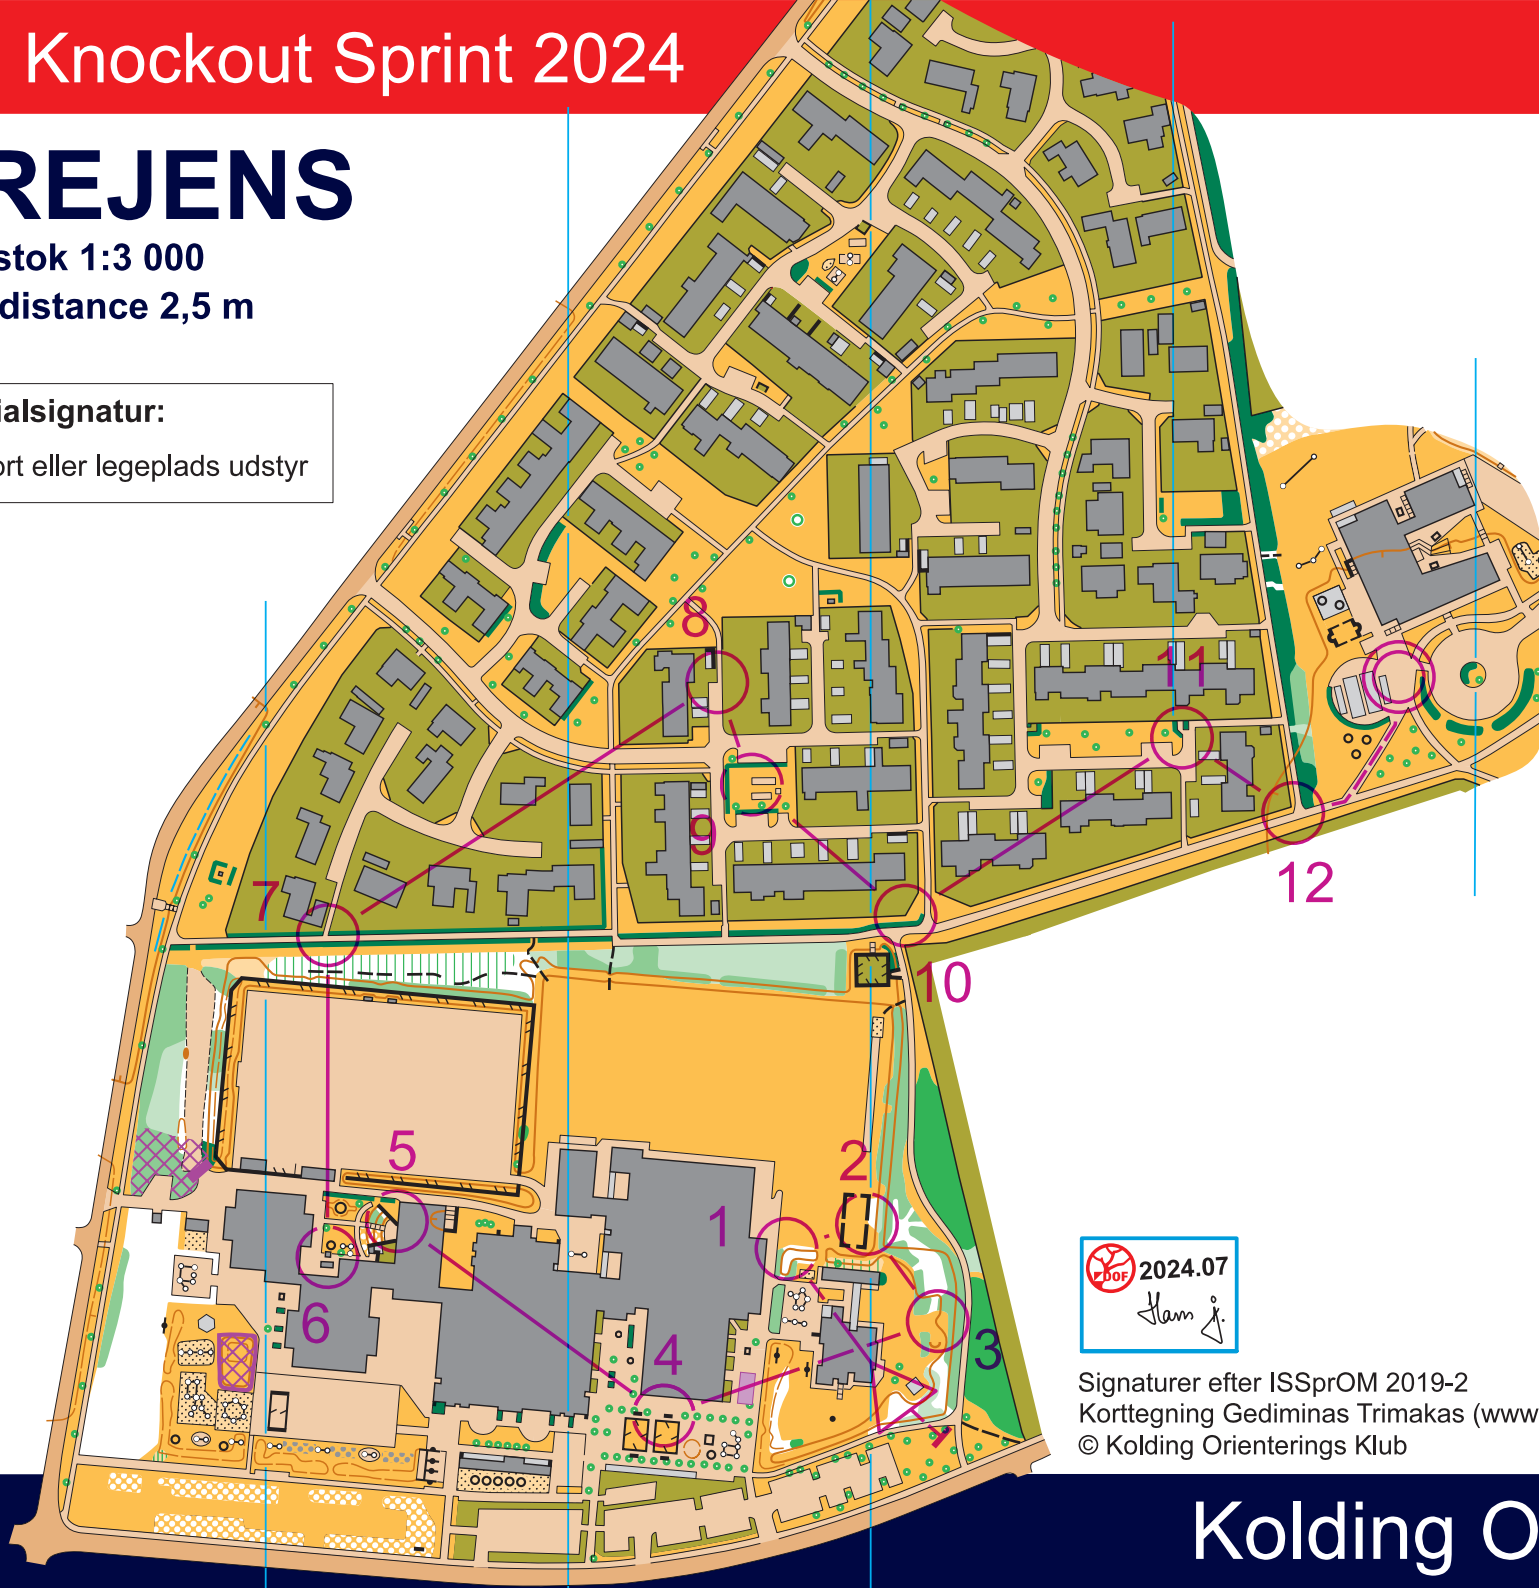 Knockout Sprint 2024
REJENS
stok 1:3 000
distance 2,5 m
ialsignatur:
ort eller legeplads udstyr
8
11
9
7
12
10
5
2
1
6
4
3
DOF 2024.07
Hans J.
Signaturer efter ISSprOM 2019-2
Korttegning Gediminas Trimakas (www
© Kolding Orienterings Klub
Kolding O